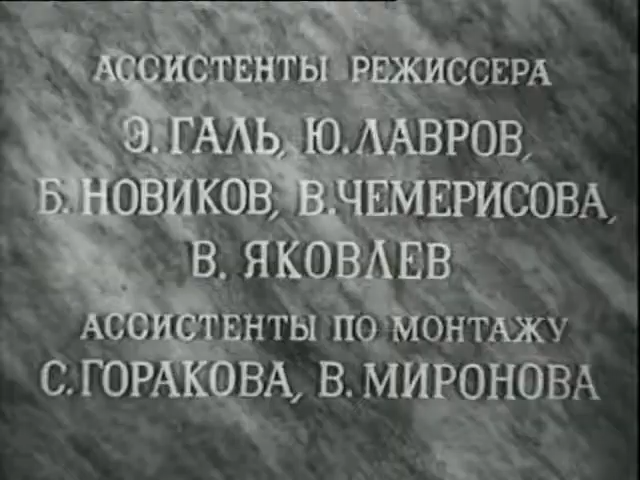 АССИСТЕНТЫ РЕЖИССЕРА
Э. ГАЛЬ, Ю. ЛАВРОВ,
Б. НОВИКОВ, В. ЧЕМЕРИСОВА,
В. ЯКОВЛЕВ
АССИСТЕНТЫ ПО МОНТАЖУ
С. ГОРАКОВА, В. МИРОНОВА